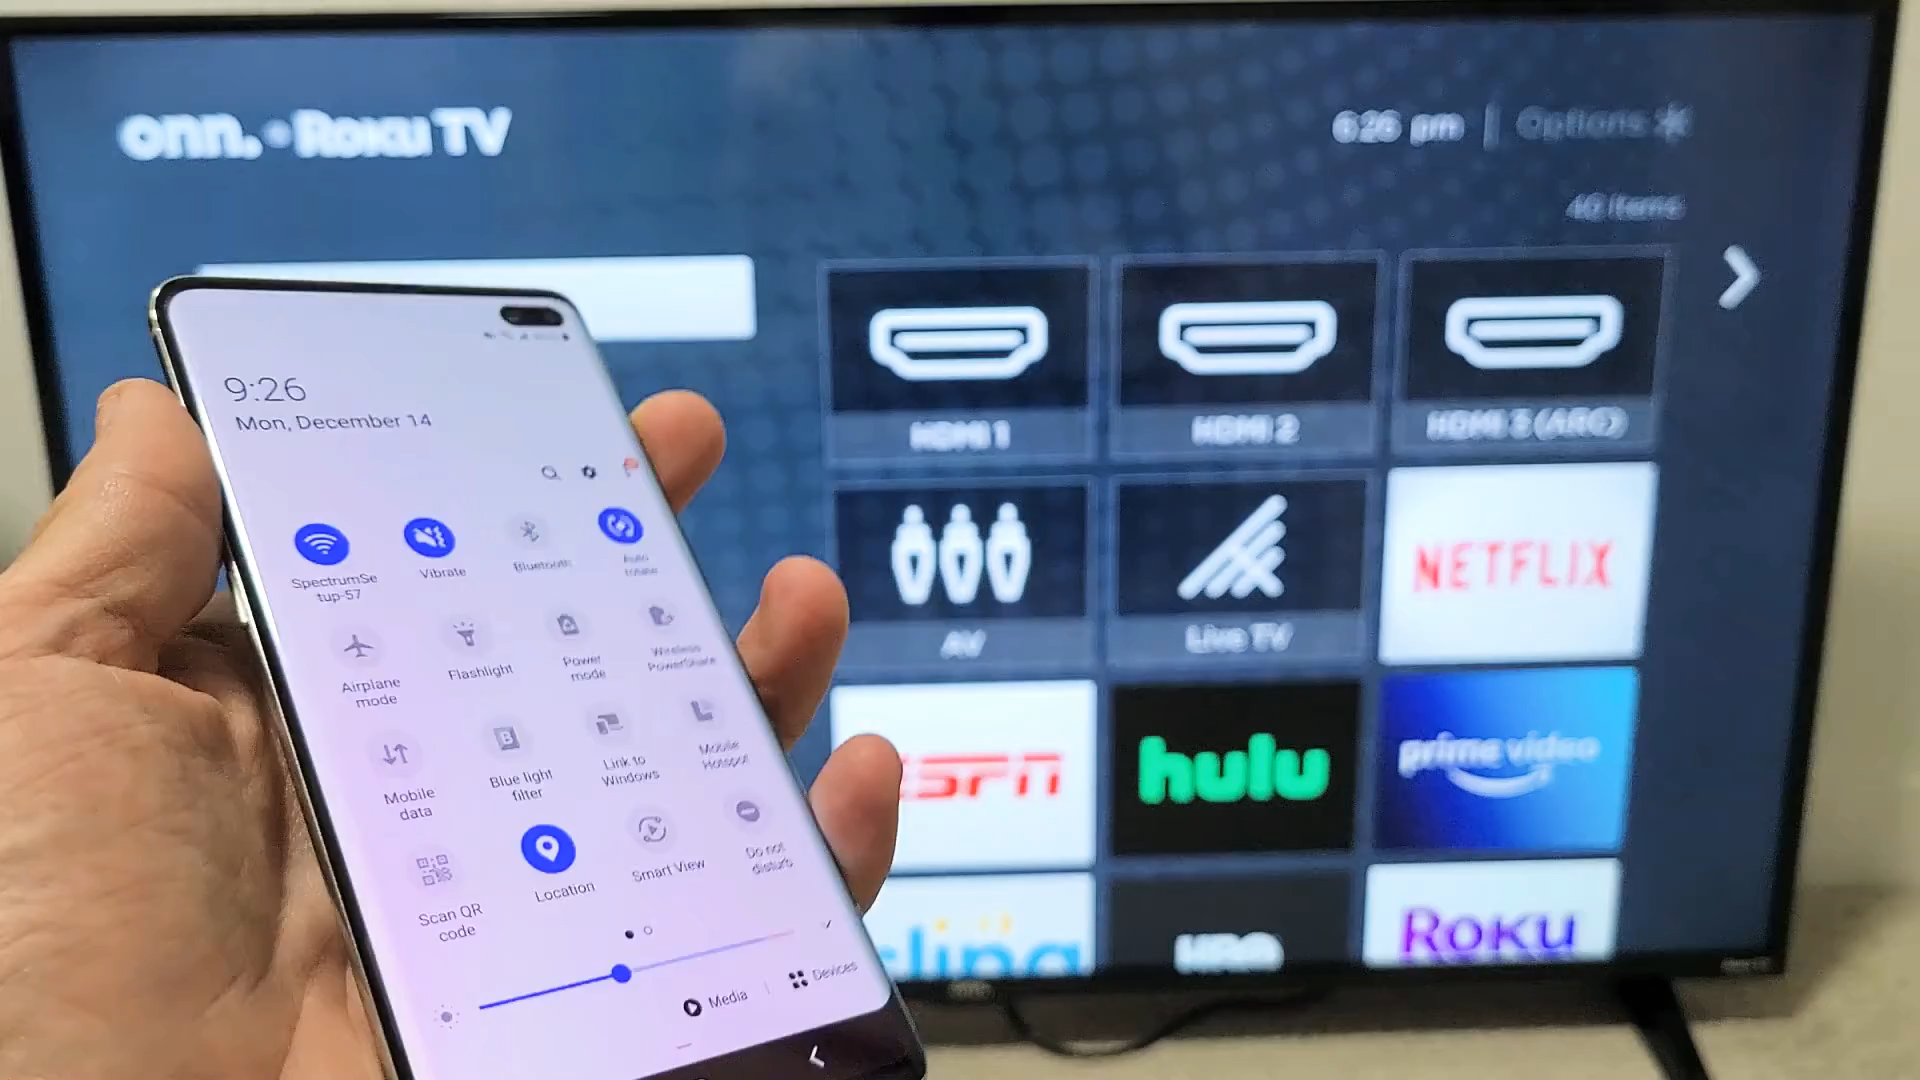 onn. • Roku TV
6:26 pm | Options
40 items
HDMI 1
HDMI 2
HDMI 3 (ARC)
AV
Live TV
NETFLIX
ESPN
hulu
prime video
sling
HBO
Roku
9:26
Mon, December 14
SpectrumSe
tup-57
Vibrate
Bluetooth
Auto
rotate
Airplane
mode
Flashlight
Power
mode
Wireless
PowerShare
Mobile
data
Blue light
filter
Link to
Windows
Mobile
Hotspot
Scan QR
code
Location
Smart View
Do not
disturb
Media
Devices